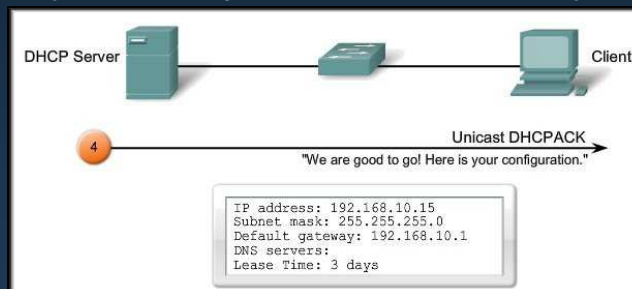 DHCP Server
Client
4
Unicast DHCPACK
"We are good to go! Here is your configuration."
IP address: 192.168.10.15
Subnet mask: 255.255.255.0
Default gateway: 192.168.10.1
DNS servers:
Lease Time: 3 days